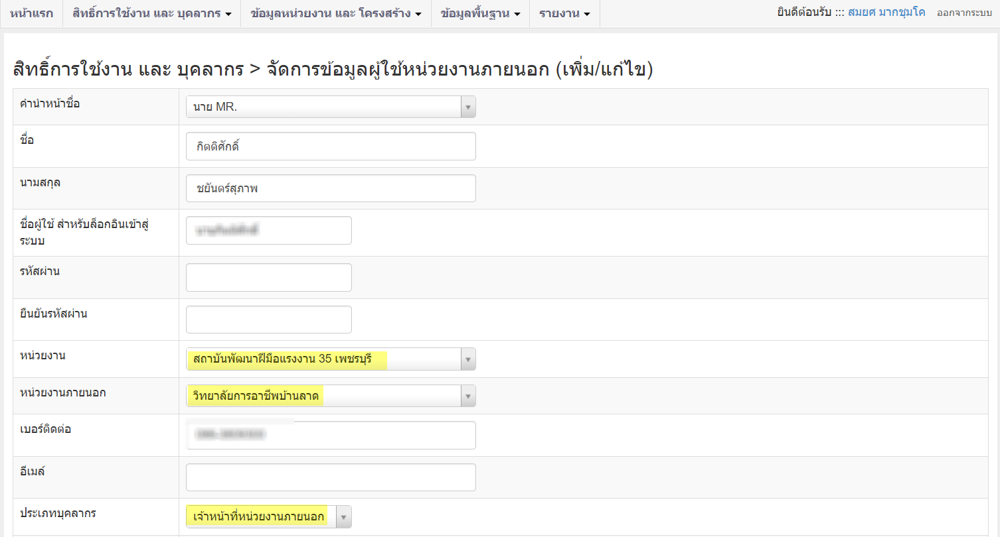 หน้าแรก สิทธิ์การใช้งาน และ บุคลากร ข้อมูลหน่วยงาน และ โครงสร้าง ข้อมูลพื้นฐาน รายงาน ยินดีต้อนรับ ::: สมยศ มากชุมโค ออกจากระบบ
สิทธิ์การใช้งาน และ บุคลากร > จัดการข้อมูลผู้ใช้หน่วยงานภายนอก (เพิ่ม/แก้ไข)
คำนำหน้าชื่อ นาย MR.
ชื่อ กิตติศักดิ์
นามสกุล ชยันตร์สุภาพ
ชื่อผู้ใช้ สำหรับล็อกอินเข้าสู่
ระบบ
รหัสผ่าน
ยืนยันรหัสผ่าน
หน่วยงาน สถาบันพัฒนาฝีมือแรงงาน 35 เพชรบุรี
หน่วยงานภายนอก วิทยาลัยการอาชีพบ้านลาด
เบอร์ติดต่อ
อีเมล์
ประเภทบุคลากร เจ้าหน้าที่หน่วยงานภายนอก